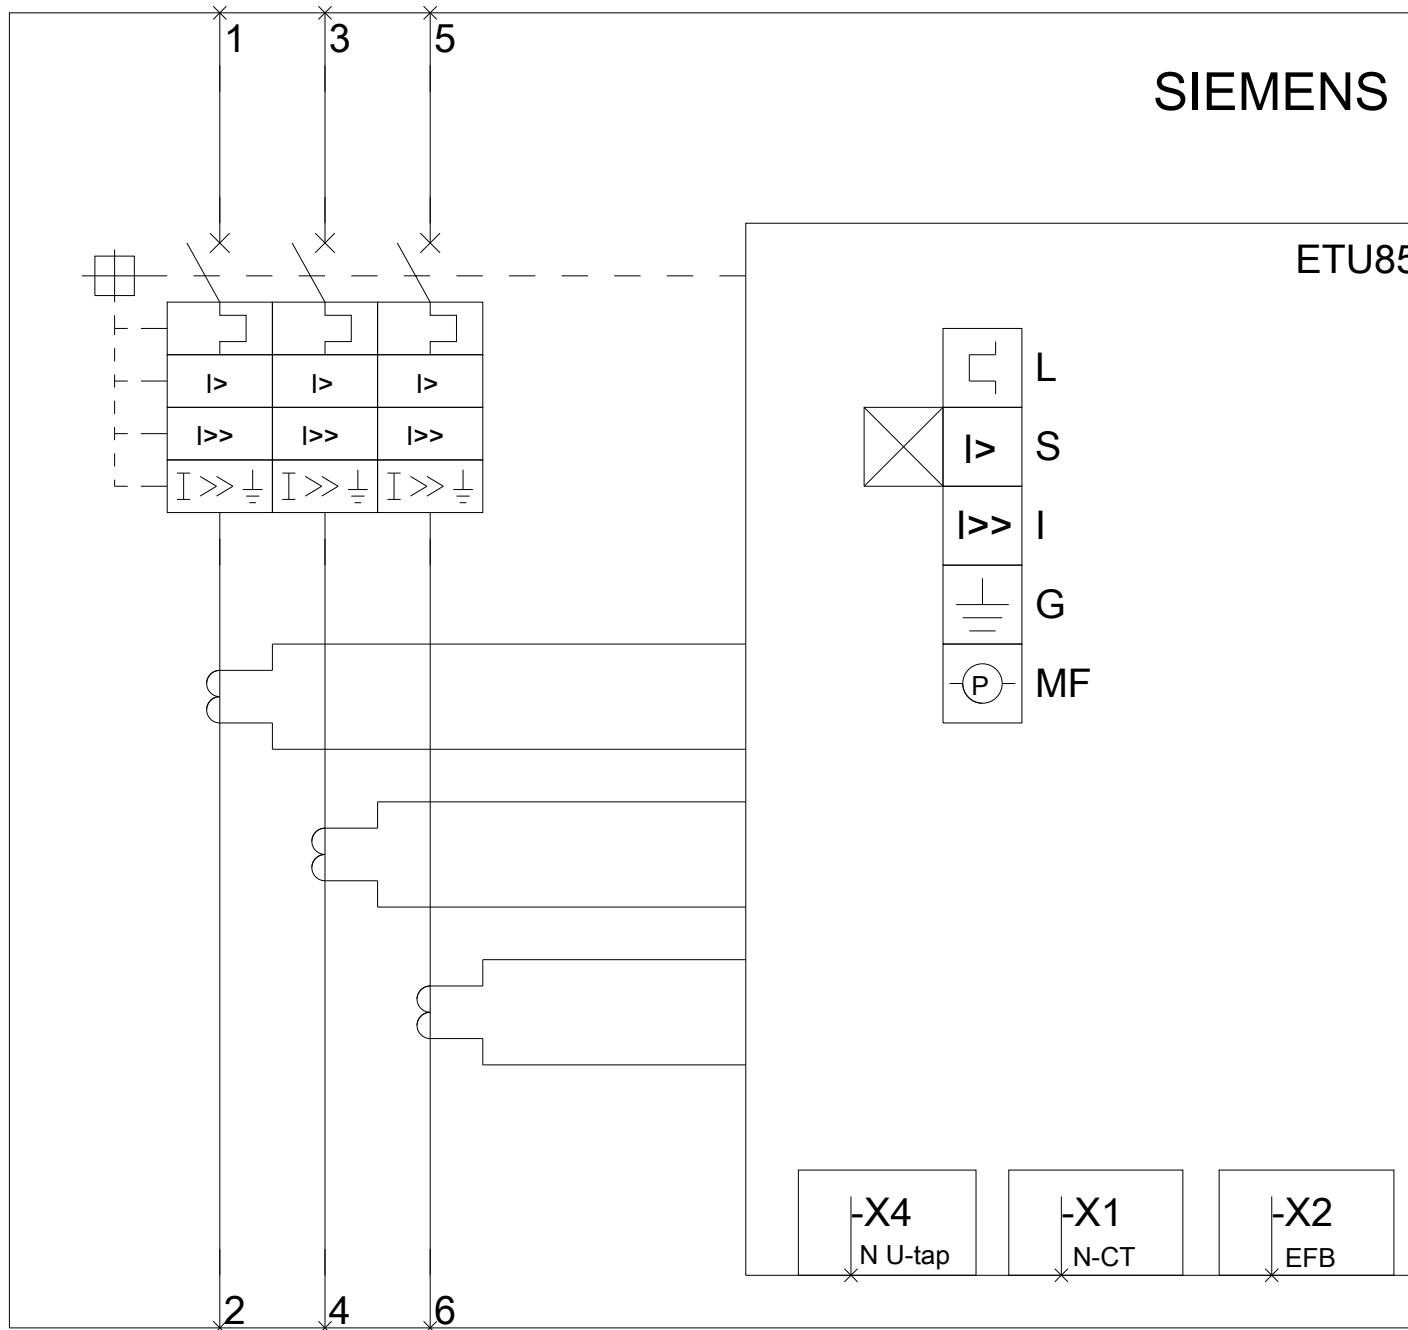 1 3 5
SIEMENS
ETU85
I> I> I>
I>> I>> I>>
I >> I >> I >>
L
I> S
I>> I
G
P MF
-X4 -X1 -X2
N U-tap N-CT EFB
2 4 6